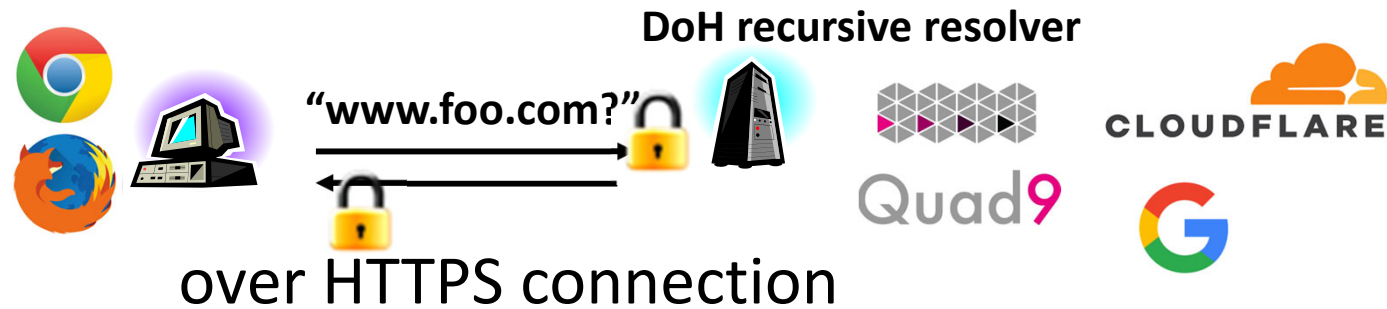 DoH recursive resolver
“www.foo.com?”
CLOUDFLARE
Quad9
over HTTPS connection